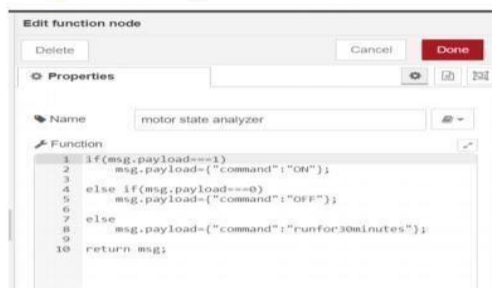 Edit function node
Delete Cancel Done
Properties
Name motor state analyzer
Function
1 if(msg.payload===1)
2 msg.payload={"command":"ON"};
3
4 else if(msg.payload===0)
5 msg.payload={"command":"OFF"};
6
7 else
8 msg.payload={"command":"runfor30minutes"};
9
10 return msg;